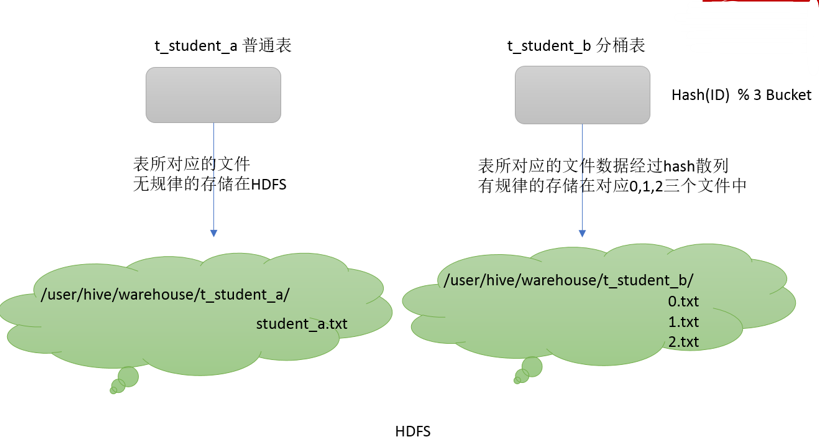 t_student_a 普通表
t_student_b 分桶表
Hash(ID) % 3 Bucket
表所对应的文件
无规律的存储在HDFS
表所对应的文件数据经过hash散列
有规律的存储在对应0,1,2三个文件中
/user/hive/warehouse/t_student_a/
student_a.txt
/user/hive/warehouse/t_student_b/
0.txt
1.txt
2.txt
HDFS